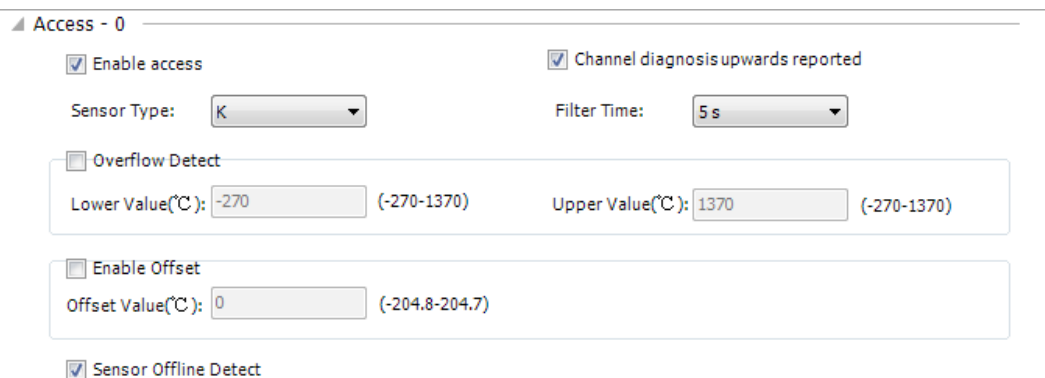 Access - 0
Enable access Channel diagnosis upwards reported
Sensor Type: K Filter Time: 5 s
Overflow Detect
Lower Value(℃): -270 (-270-1370) Upper Value(℃): 1370 (-270-1370)
Enable Offset
Offset Value(℃): 0 (-204.8-204.7)
Sensor Offline Detect